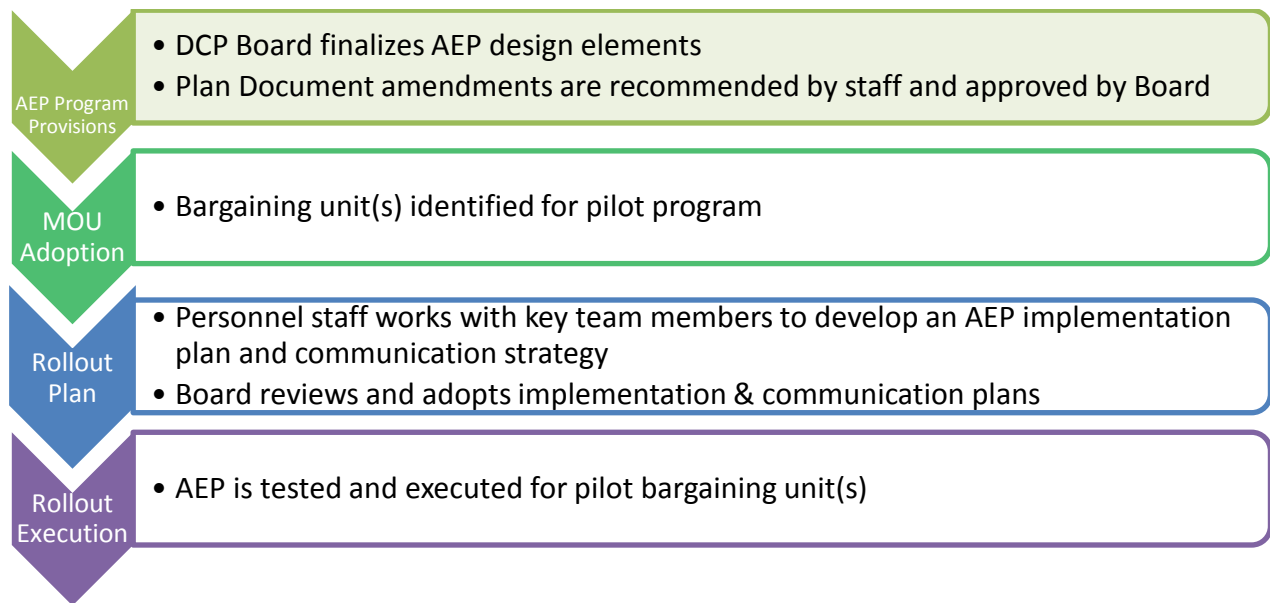 AEP Program
Provisions
• DCP Board finalizes AEP design elements
• Plan Document amendments are recommended by staff and approved by Board
MOU
Adoption
• Bargaining unit(s) identified for pilot program
Rollout
Plan
• Personnel staff works with key team members to develop an AEP implementation
plan and communication strategy
• Board reviews and adopts implementation & communication plans
Rollout
Execution
• AEP is tested and executed for pilot bargaining unit(s)